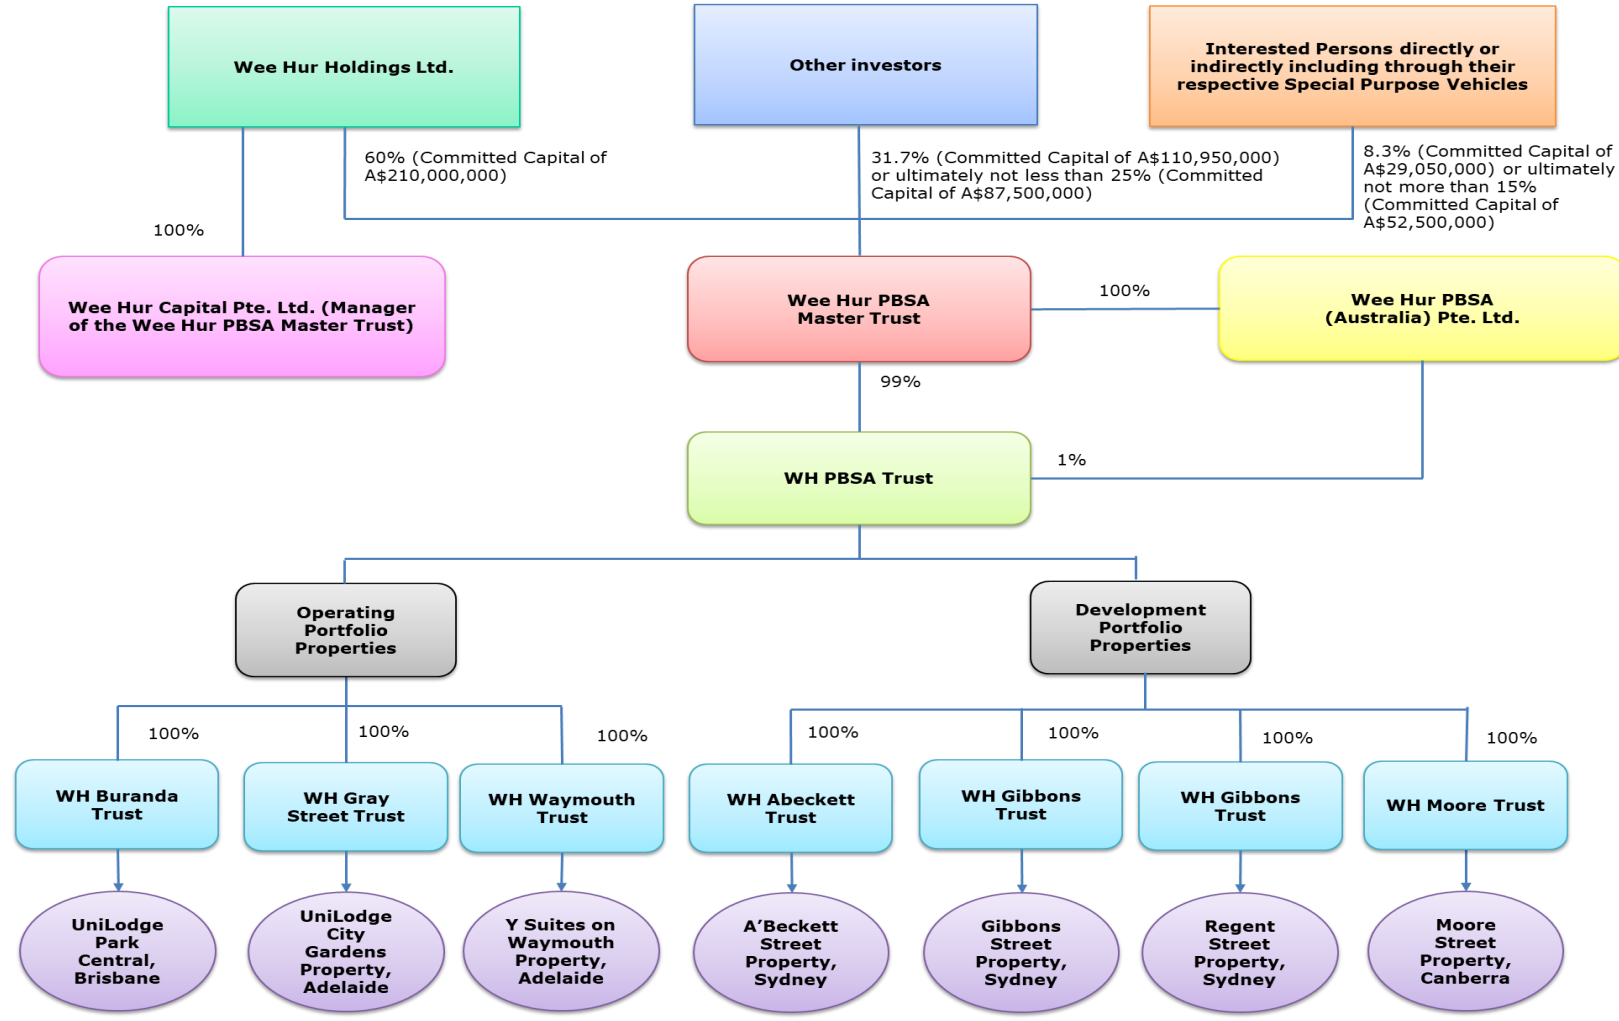 Wee Hur Holdings Ltd.
Other investors
Interested Persons directly or
indirectly including through their
respective Special Purpose Vehicles
60% (Committed Capital of
A$210,000,000)
31.7% (Committed Capital of A$110,950,000)
or ultimately not less than 25% (Committed
Capital of A$87,500,000)
8.3% (Committed Capital of
A$29,050,000) or ultimately
not more than 15%
(Committed Capital of
A$52,500,000)
100%
Wee Hur Capital Pte. Ltd. (Manager
of the Wee Hur PBSA Master Trust)
Wee Hur PBSA
Master Trust
100%
Wee Hur PBSA
(Australia) Pte. Ltd.
99%
WH PBSA Trust
1%
Operating
Portfolio
Properties
Development
Portfolio
Properties
100%
100%
100%
100%
100%
100%
100%
WH Buranda
Trust
WH Gray
Street Trust
WH Waymouth
Trust
WH Abeckett
Trust
WH Gibbons
Trust
WH Gibbons
Trust
WH Moore Trust
UniLodge
Park
Central,
Brisbane
UniLodge
City
Gardens
Property,
Adelaide
Y Suites on
Waymouth
Property,
Adelaide
A’Beckett
Street
Property,
Sydney
Gibbons
Street
Property,
Sydney
Regent
Street
Property,
Sydney
Moore
Street
Property,
Canberra